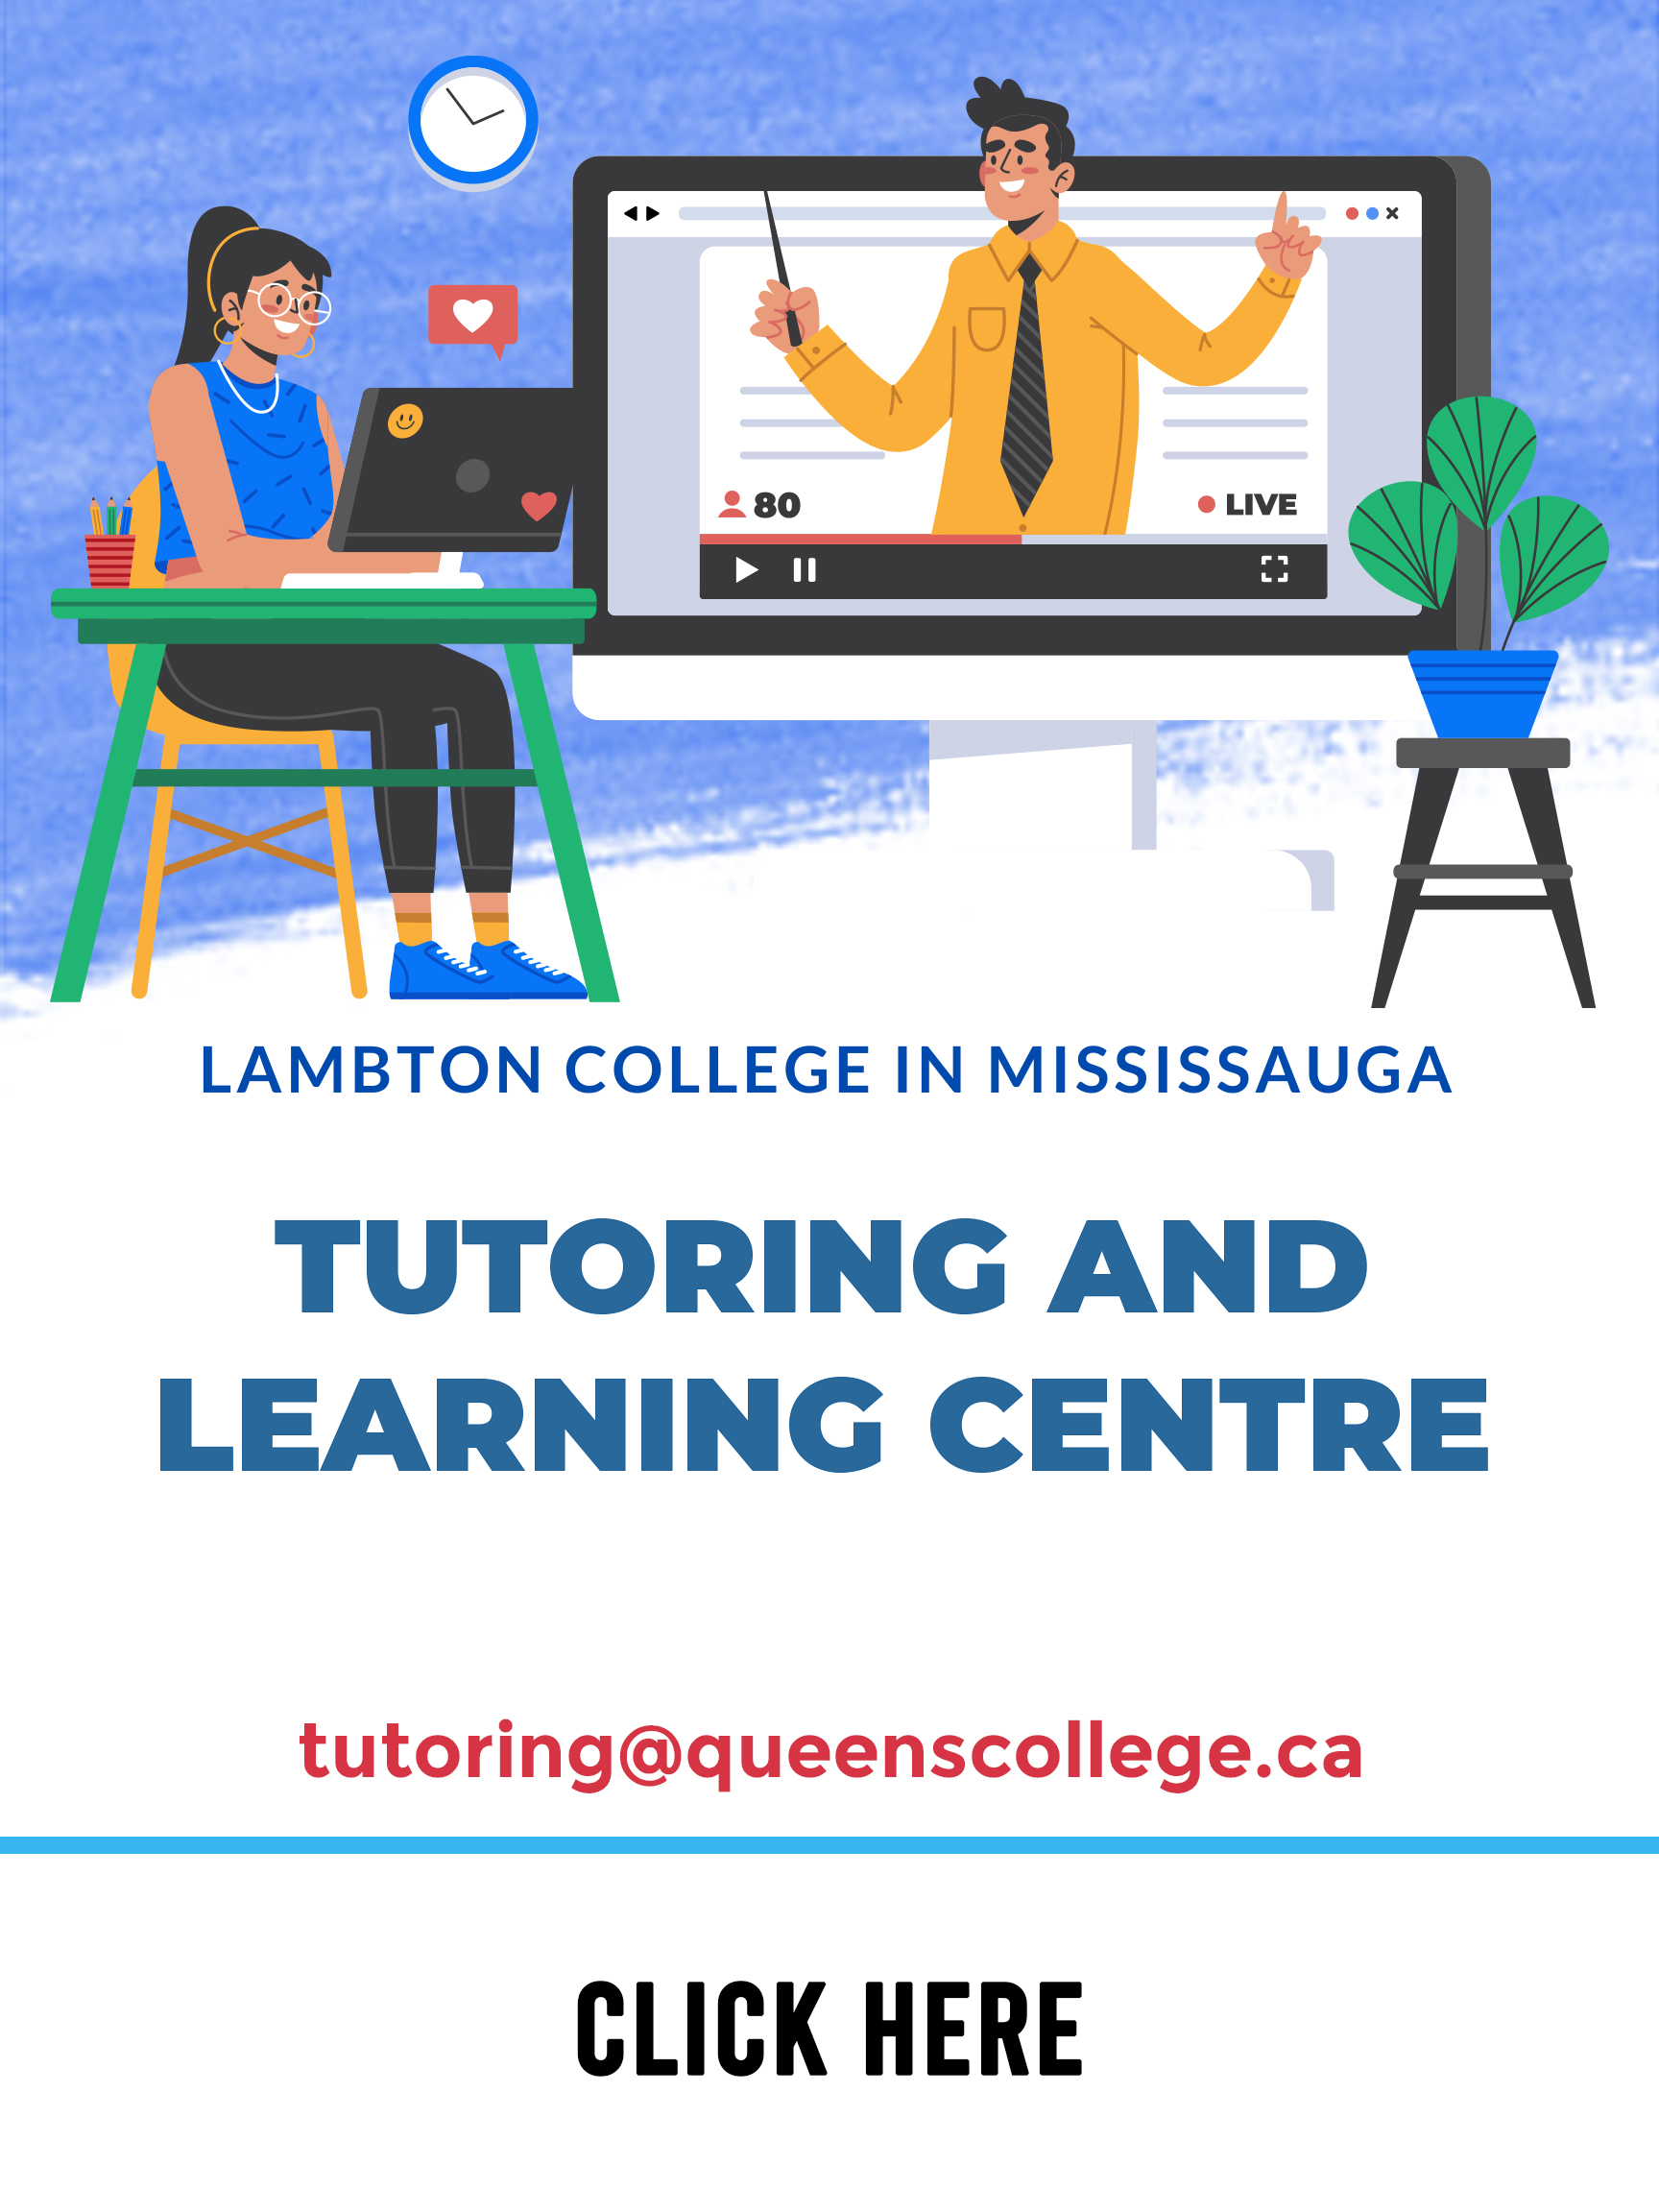 80
LIVE
LAMBTON COLLEGE IN MISSISSAUGA
TUTORING AND
LEARNING CENTRE
tutoring@queenscollege.ca
CLICK HERE